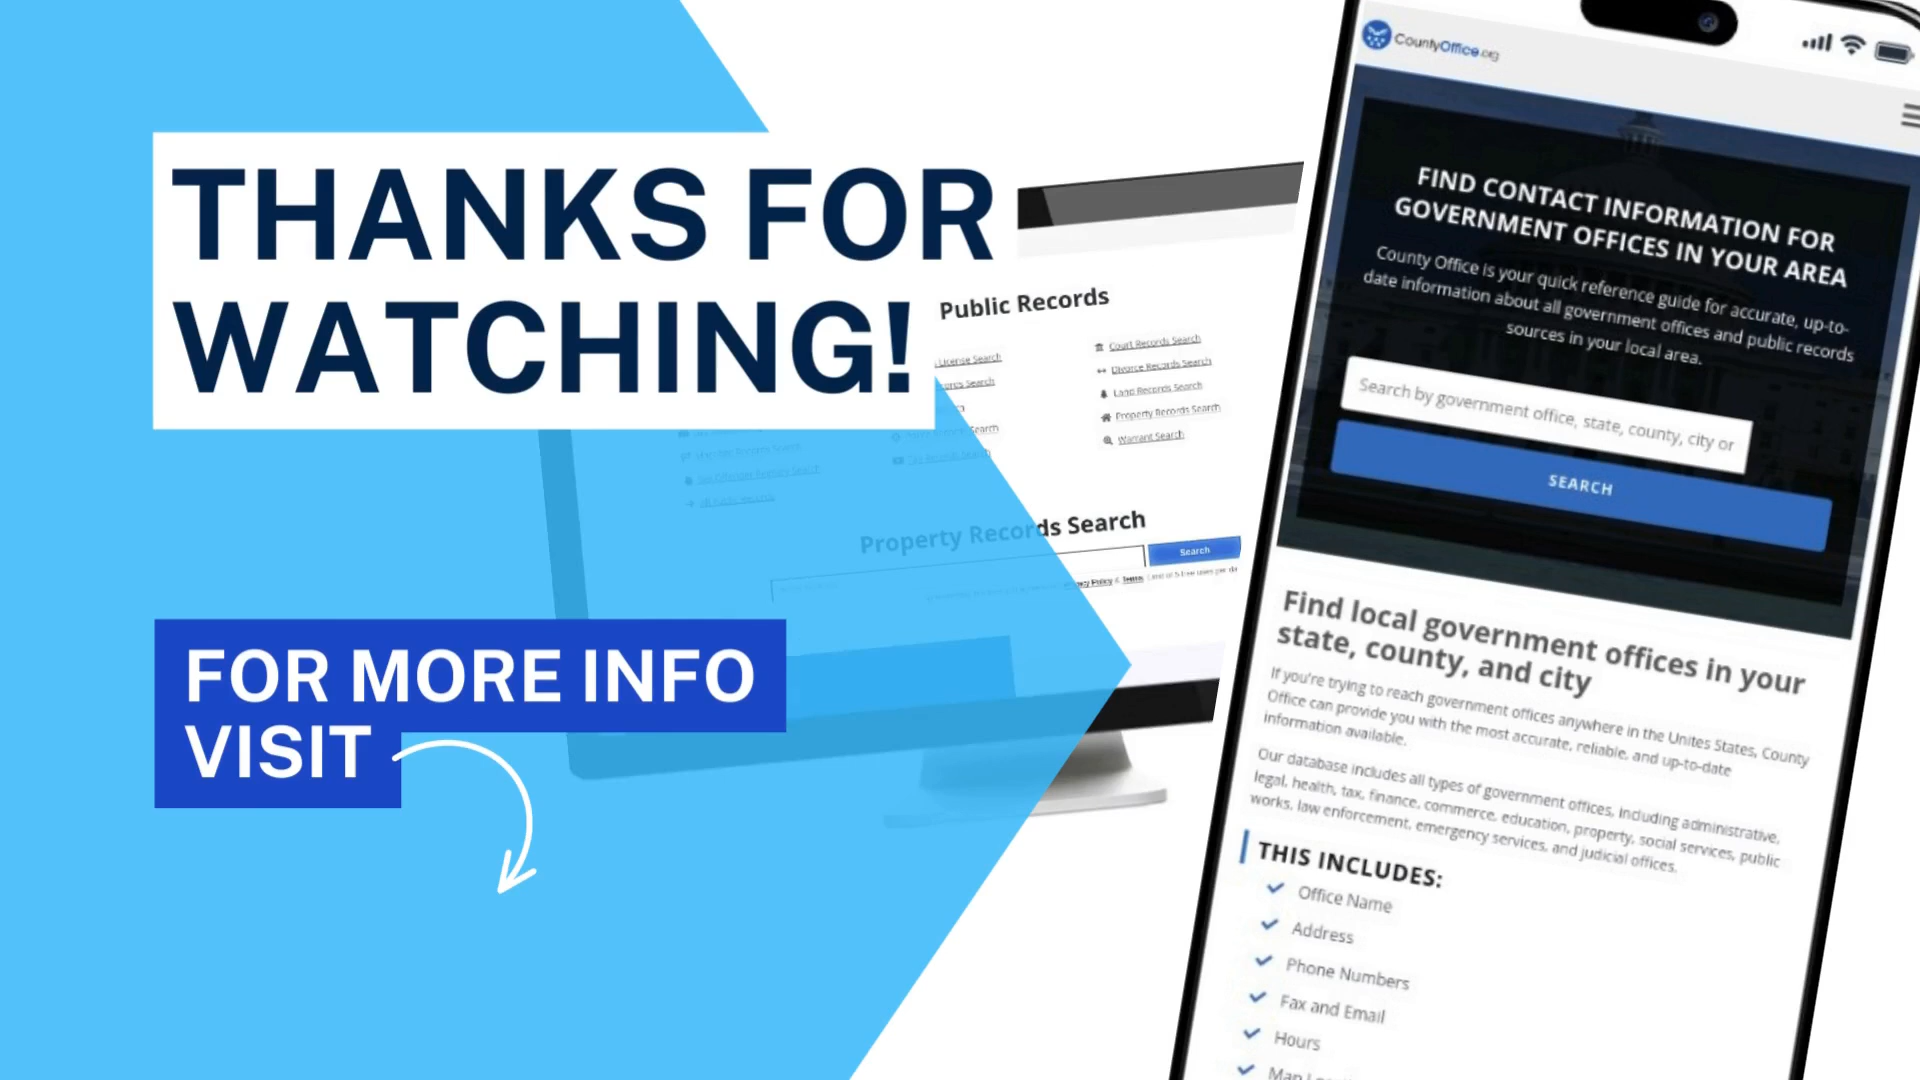 THANKS FOR
WATCHING!
FOR MORE INFO
VISIT
Public Records
License Search
Search
Search
Court Records Search
Divorce Records Search
Land Records Search
Property Records Search
Warrant Search
Property Records Search
Search
Policy & Terms
CountyOffice.org
FIND CONTACT INFORMATION FOR
GOVERNMENT OFFICES IN YOUR AREA
County Office is your quick reference guide for accurate, up-to-
date information about all government offices and public records
sources in your local area.
Search by government office, state, county, city or
SEARCH
Find local government offices in your
state, county, and city
If you're trying to reach government offices anywhere in the Unites States, County
Office can provide you with the most accurate, reliable, and up-to-date
information available.
Our database includes all types of government offices, including administrative,
legal, health, tax, finance, commerce, education, property, social services, public
works, law enforcement, emergency services, and judicial offices.
THIS INCLUDES:
Office Name
Address
Phone Numbers
Fax and Email
Hours